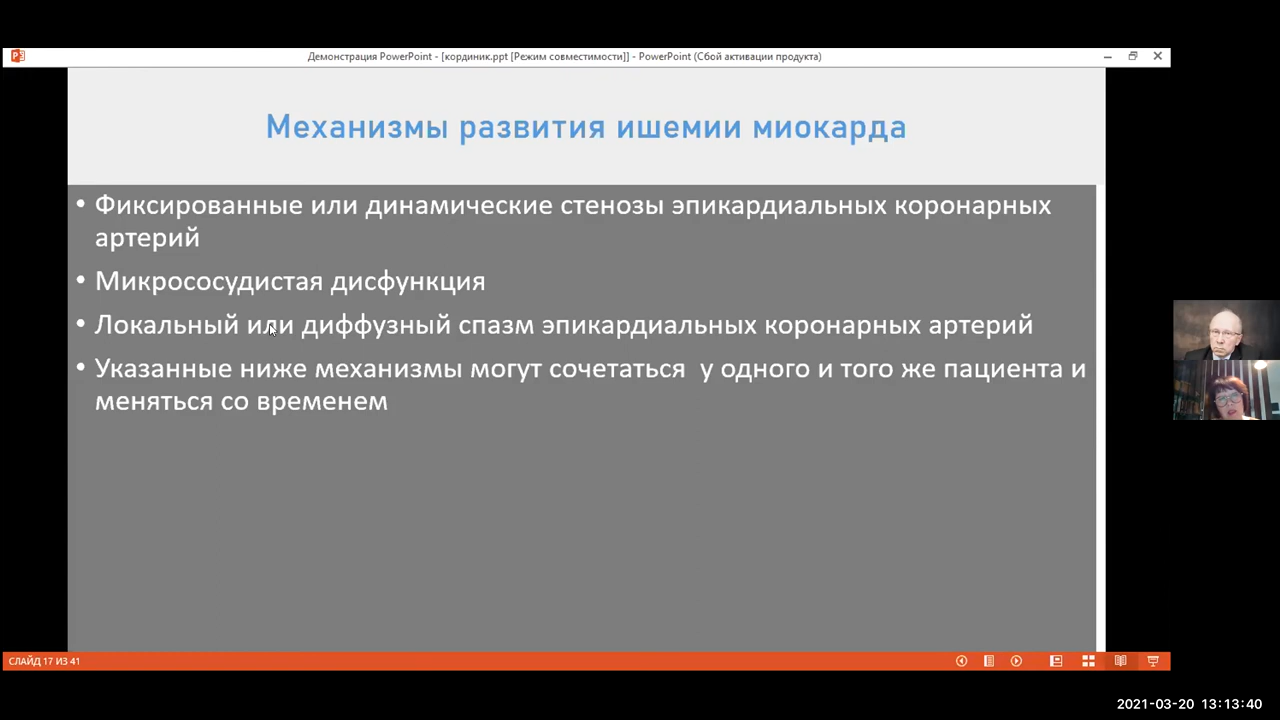 Демонстрация PowerPoint - [кординик.ppt [Режим совместимости]] - PowerPoint (Сбой активации продукта)
Механизмы развития ишемии миокарда
• Фиксированные или динамические стенозы эпикардиальных коронарных
артерий
• Микрососудистая дисфункция
• Локальный или диффузный спазм эпикардиальных коронарных артерий
• Указанные ниже механизмы могут сочетаться у одного и того же пациента и
меняться со временем
СЛАЙД 17 ИЗ 41
2021-03-20 13:13:40